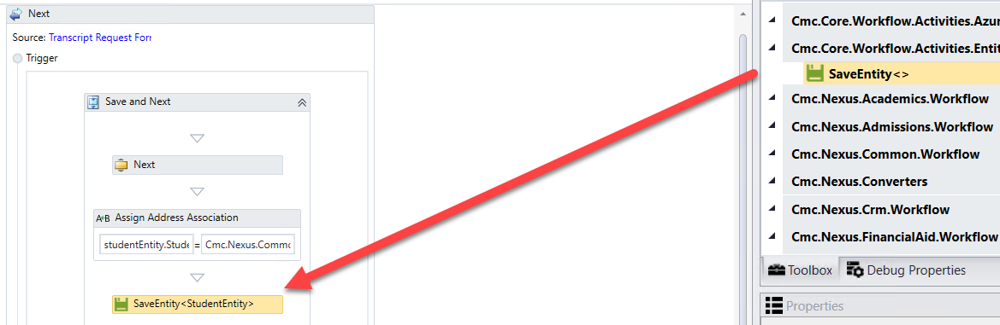 Next
Source: Transcript Request Forr
Trigger
Save and Next
Next
A+B Assign Address Association
studentEntity.Stude = Cmc.Nexus.Commo
SaveEntity<StudentEntity>
Cmc.Core.Workflow.Activities.Azur
Cmc.Core.Workflow.Activities.Entit
SaveEntity<>
Cmc.Nexus.Academics.Workflow
Cmc.Nexus.Admissions.Workflow
Cmc.Nexus.Common.Workflow
Cmc.Nexus.Converters
Cmc.Nexus.Crm.Workflow
Cmc.Nexus.FinancialAid.Workflow
Toolbox Debug Properties
Properties